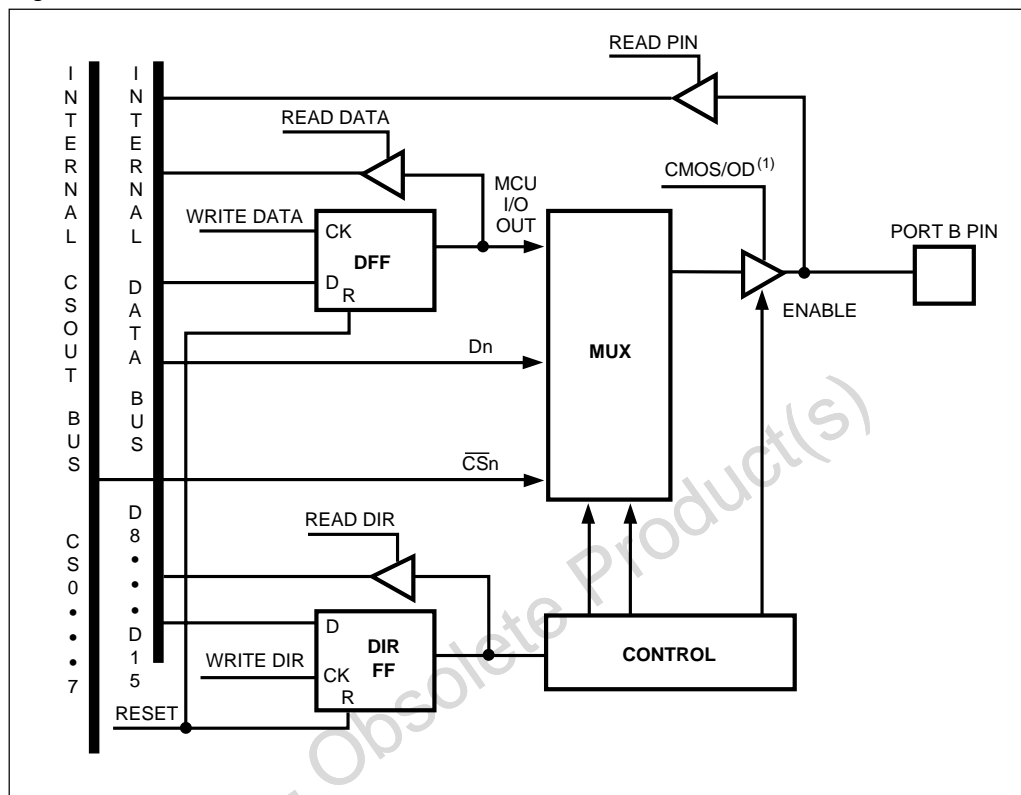 INTERNAL CSOUT BUS CS0•••7
INTERNAL DATA BUS D8••••D15
READ PIN
READ DATA
CMOS/OD(1)
MCU
I/O
OUT
WRITE DATA
CK
DFF
D
R
PORT B PIN
ENABLE
Dn
MUX
CSn
READ DIR
D
DIR
FF
WRITE DIR
CK
R
CONTROL
RESET
Obsolete Product(s)